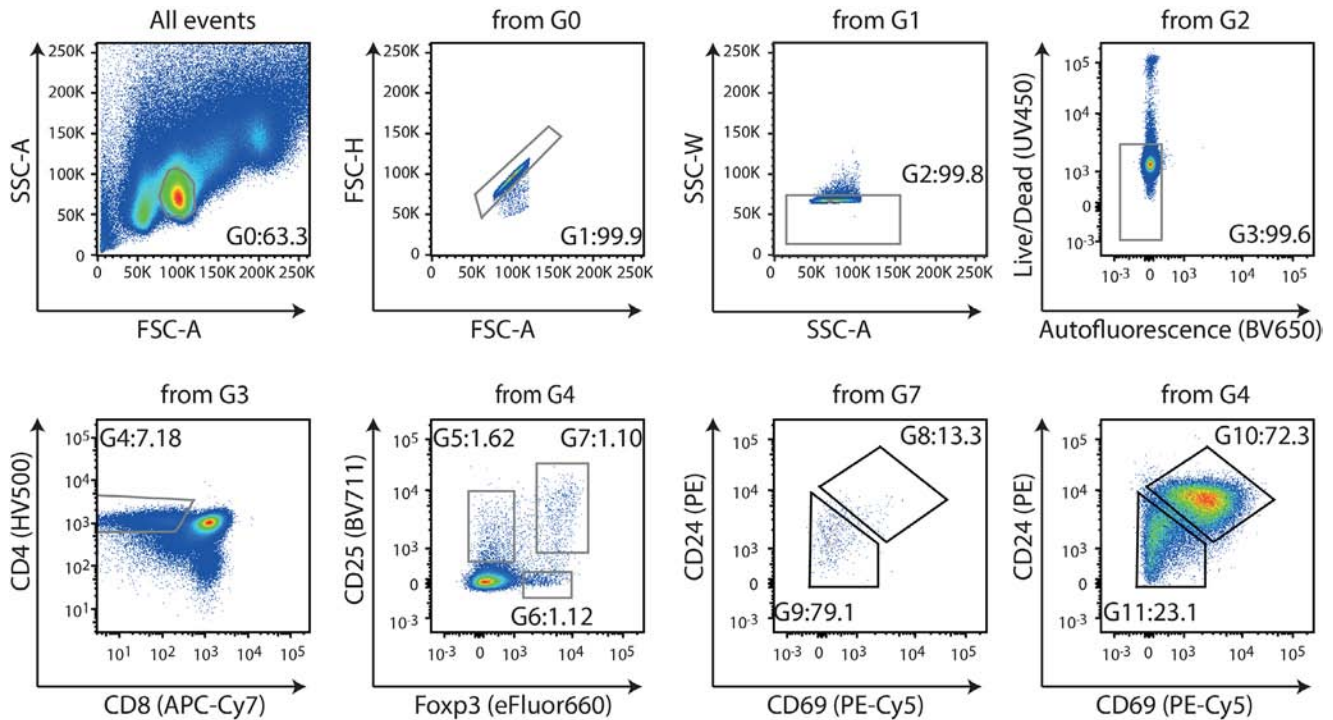 All events
SSC-A
250K
200K
150K
100K
50K
0
G0:63.3
0 50K 100K 150K 200K 250K
FSC-A
from G0
FSC-H
250K
200K
150K
100K
50K
0
G1:99.9
0 50K 100K 150K 200K 250K
FSC-A
from G1
SSC-W
250K
200K
150K
100K
50K
0
G2:99.8
0 50K 100K 150K 200K 250K
SSC-A
from G2
Live/Dead (UV450)
10⁵
10⁴
10³
0
10⁻³
G3:99.6
10⁻³ 0 10³ 10⁴ 10⁵
Autofluorescence (BV650)
from G3
CD4 (HV500)
G4:7.18
10⁵
10⁴
10³
10²
10¹
10¹ 10² 10³ 10⁴ 10⁵
CD8 (APC-Cy7)
from G4
CD25 (BV711)
G5:1.62 G7:1.10
10⁵
10⁴
10³
0
10⁻³
G6:1.12
10⁻³ 0 10³ 10⁴ 10⁵
Foxp3 (eFluor660)
from G7
CD24 (PE)
G8:13.3
10⁵
10⁴
10³
0
10⁻³
G9:79.1
10⁻³ 0 10³ 10⁴ 10⁵
CD69 (PE-Cy5)
from G4
CD24 (PE)
G10:72.3
10⁵
10⁴
10³
0
10⁻³
G11:23.1
10⁻³ 0 10³ 10⁴ 10⁵
CD69 (PE-Cy5)